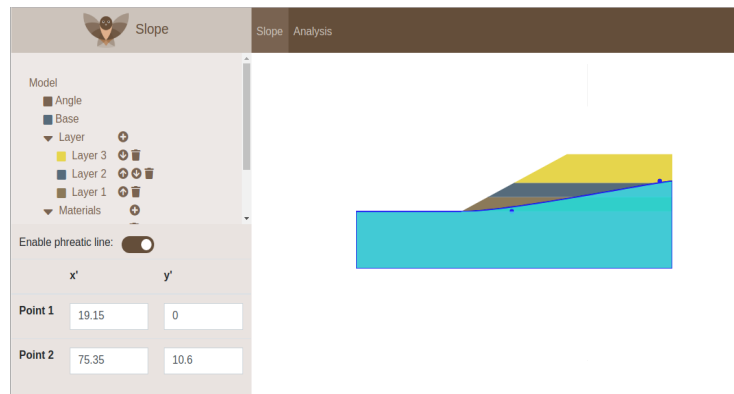 Slope
Slope Analysis
Model
Angle
Base
Layer
Layer 3
Layer 2
Layer 1
Materials
Enable phreatic line:
x' y'
Point 1 19.15 0
Point 2 75.35 10.6